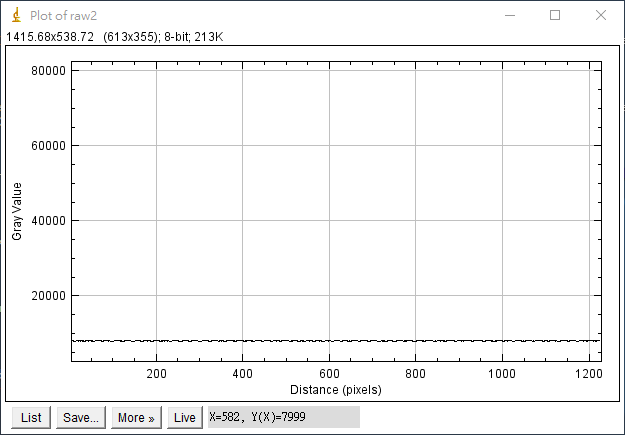 Plot of raw2
1415.68x538.72 (613x355); 8-bit; 213K
80000
60000
40000
20000
Gray Value
200 400 600 800 1000 1200
Distance (pixels)
List Save... More » Live X=582, Y(X)=7999